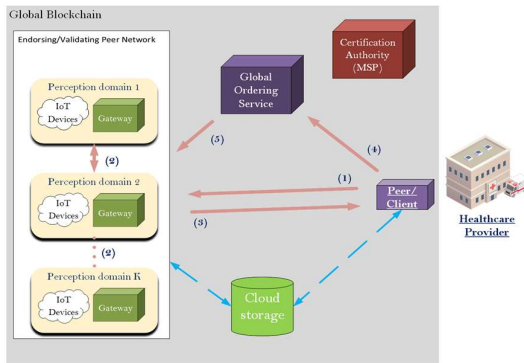 Global Blockchain
Endorsing/Validating Peer Network
Perception domain 1
IoT
Devices
Gateway
(2)
Perception domain 2
IoT
Devices
Gateway
(2)
Perception domain K
IoT
Devices
Gateway
Global
Ordering
Service
Certification
Authority
(MSP)
(5)
(4)
(1)
(3)
Peer/
Client
Healthcare
Provider
Cloud
storage